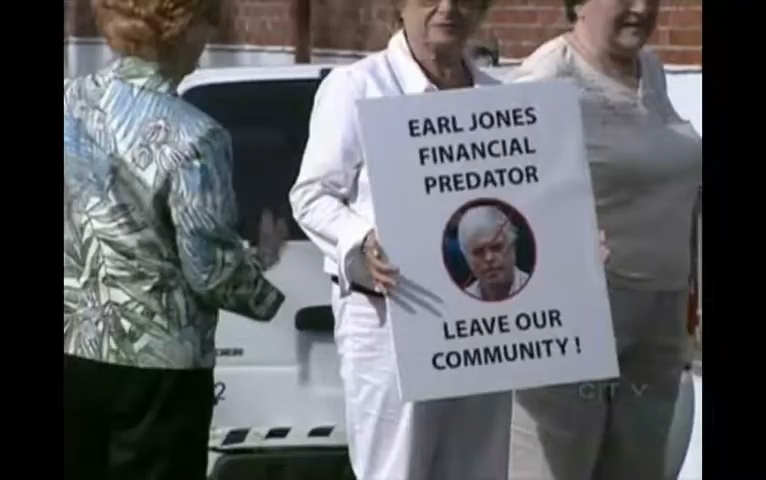 EARL JONES
FINANCIAL
PREDATOR
LEAVE OUR
COMMUNITY !
CTV